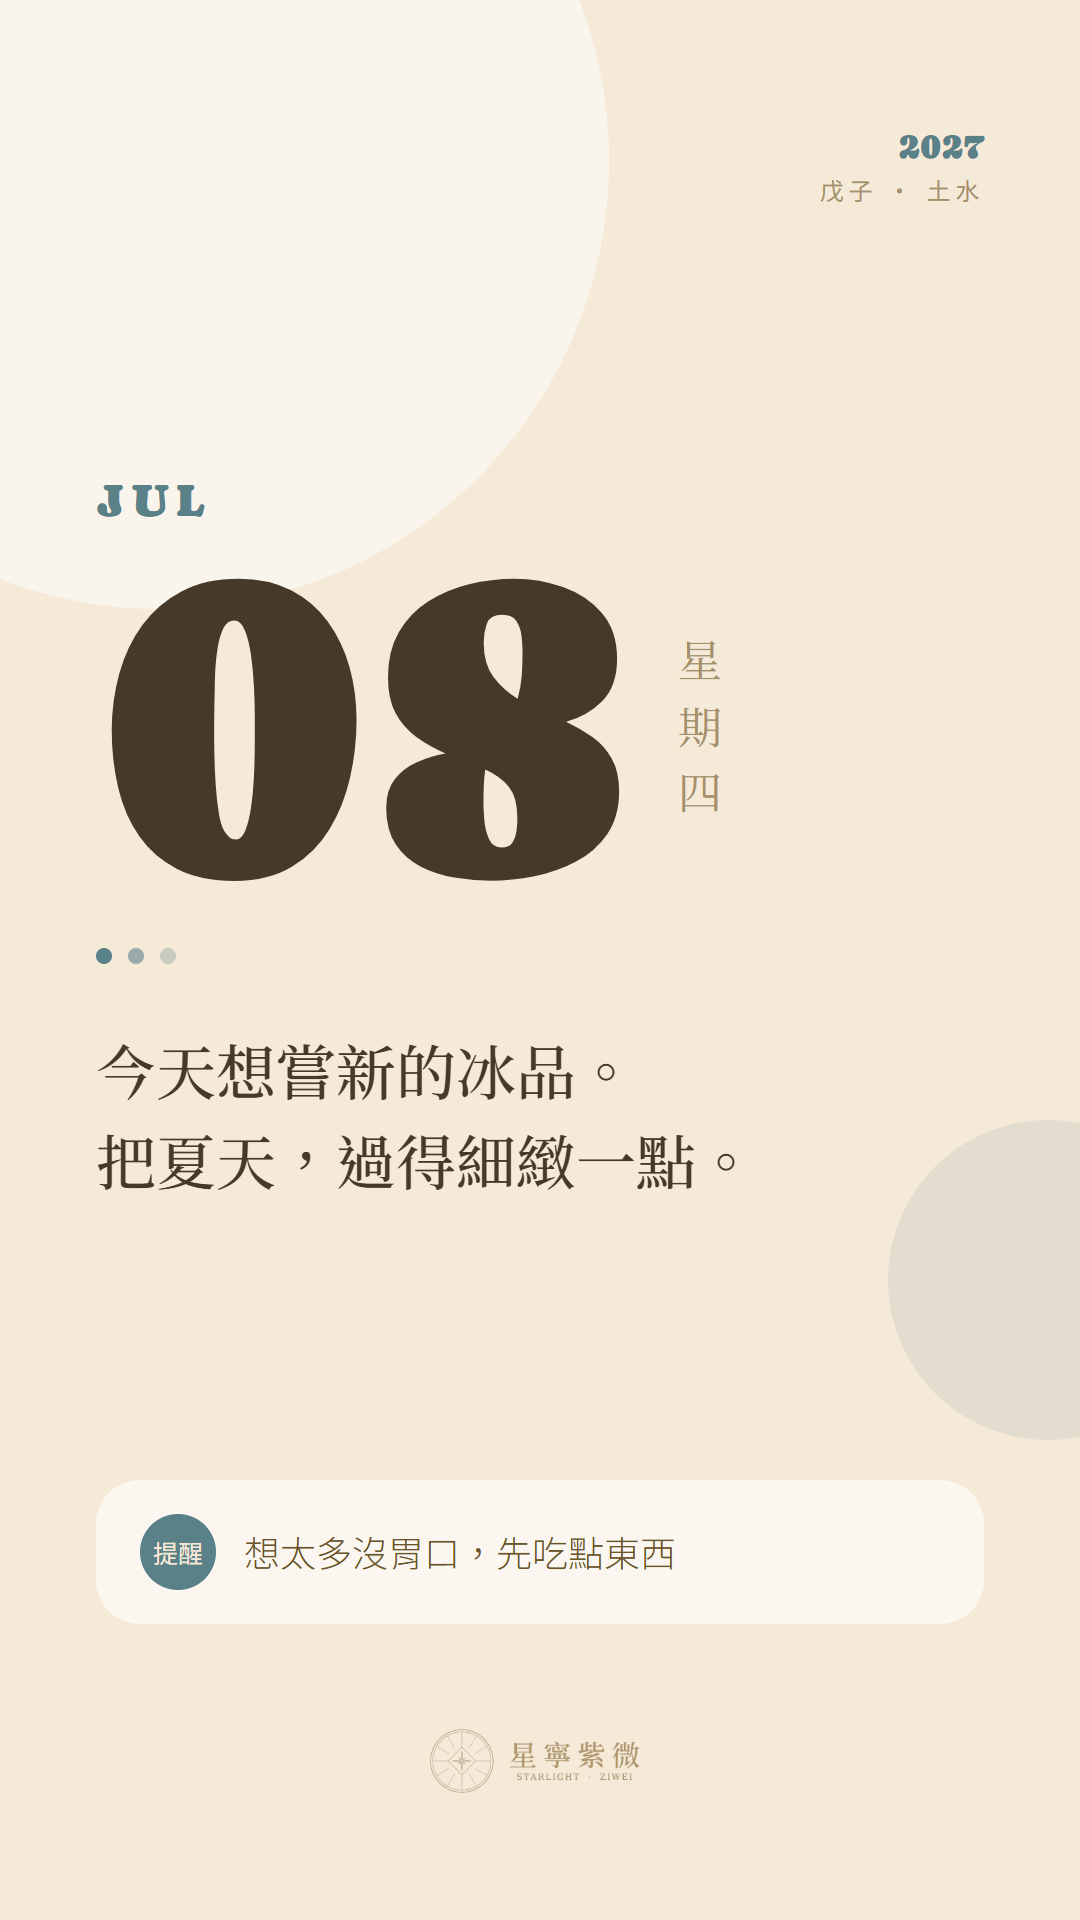 2027
戊子 · 土水
JUL
08
星期四
今天想嘗新的冰品。
把夏天，過得細緻一點。
提醒
想太多沒胃口，先吃點東西
星寧紫微
STARLIGHT · ZIWEI